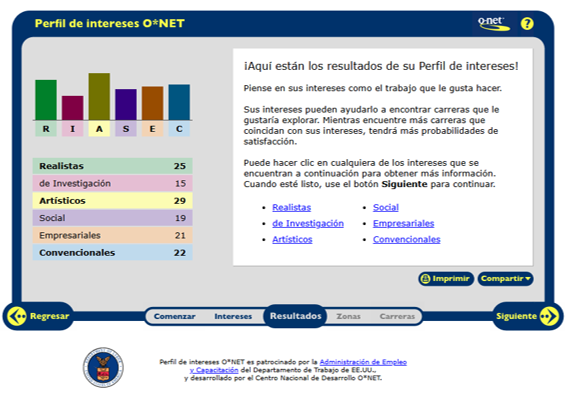 Perfil de intereses O*NET
o·net ?
¡Aquí están los resultados de su Perfil de intereses!
Piense en sus intereses como el trabajo que le gusta hacer.
Sus intereses pueden ayudarlo a encontrar carreras que le
gustaría explorar. Mientras encuentre más carreras que
coincidan con sus intereses, tendrá más probabilidades de
satisfacción.
Puede hacer clic en cualquiera de los intereses que se
encuentran a continuación para obtener más información.
Cuando esté listo, use el botón Siguiente para continuar.
• Realistas • Social
• de Investigación • Empresariales
• Artísticos • Convencionales
R I A S E C
Realistas 25
de Investigación 15
Artísticos 29
Social 19
Empresariales 21
Convencionales 22
Imprimir Compartir
Regresar Comenzar Intereses Resultados Zonas Carreras Siguiente
Perfil de intereses O*NET es patrocinado por la Administración de Empleo
y Capacitación del Departamento de Trabajo de EE.UU.,
y desarrollado por el Centro Nacional de Desarrollo O*NET.